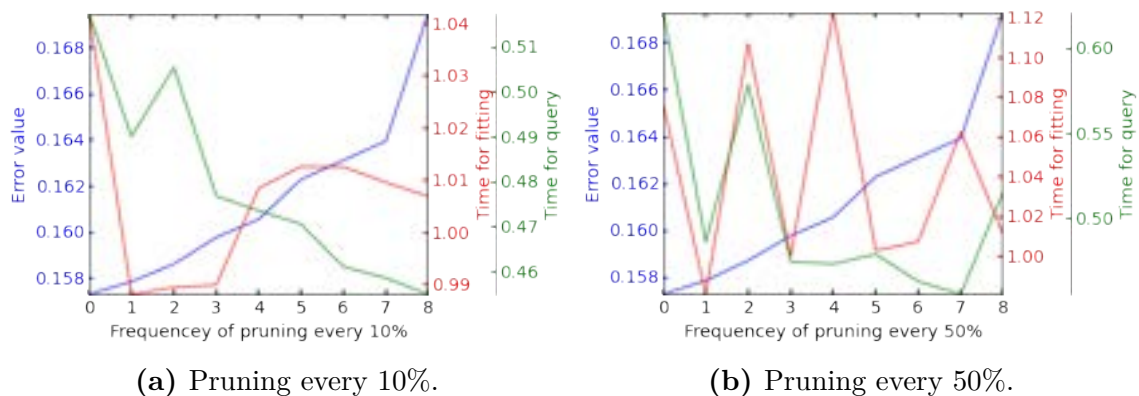 0.168
0.166
0.164
0.162
0.160
0.158
Error value
0 1 2 3 4 5 6 7 8
Frequencey of pruning every 10%
1.04
1.03
1.02
1.01
1.00
0.99
Time for fitting
0.51
0.50
0.49
0.48
0.47
0.46
Time for query
(a) Pruning every 10%.
0.168
0.166
0.164
0.162
0.160
0.158
Error value
0 1 2 3 4 5 6 7 8
Frequencey of pruning every 50%
1.12
1.10
1.08
1.06
1.04
1.02
1.00
Time for fitting
0.60
0.55
0.50
Time for query
(b) Pruning every 50%.